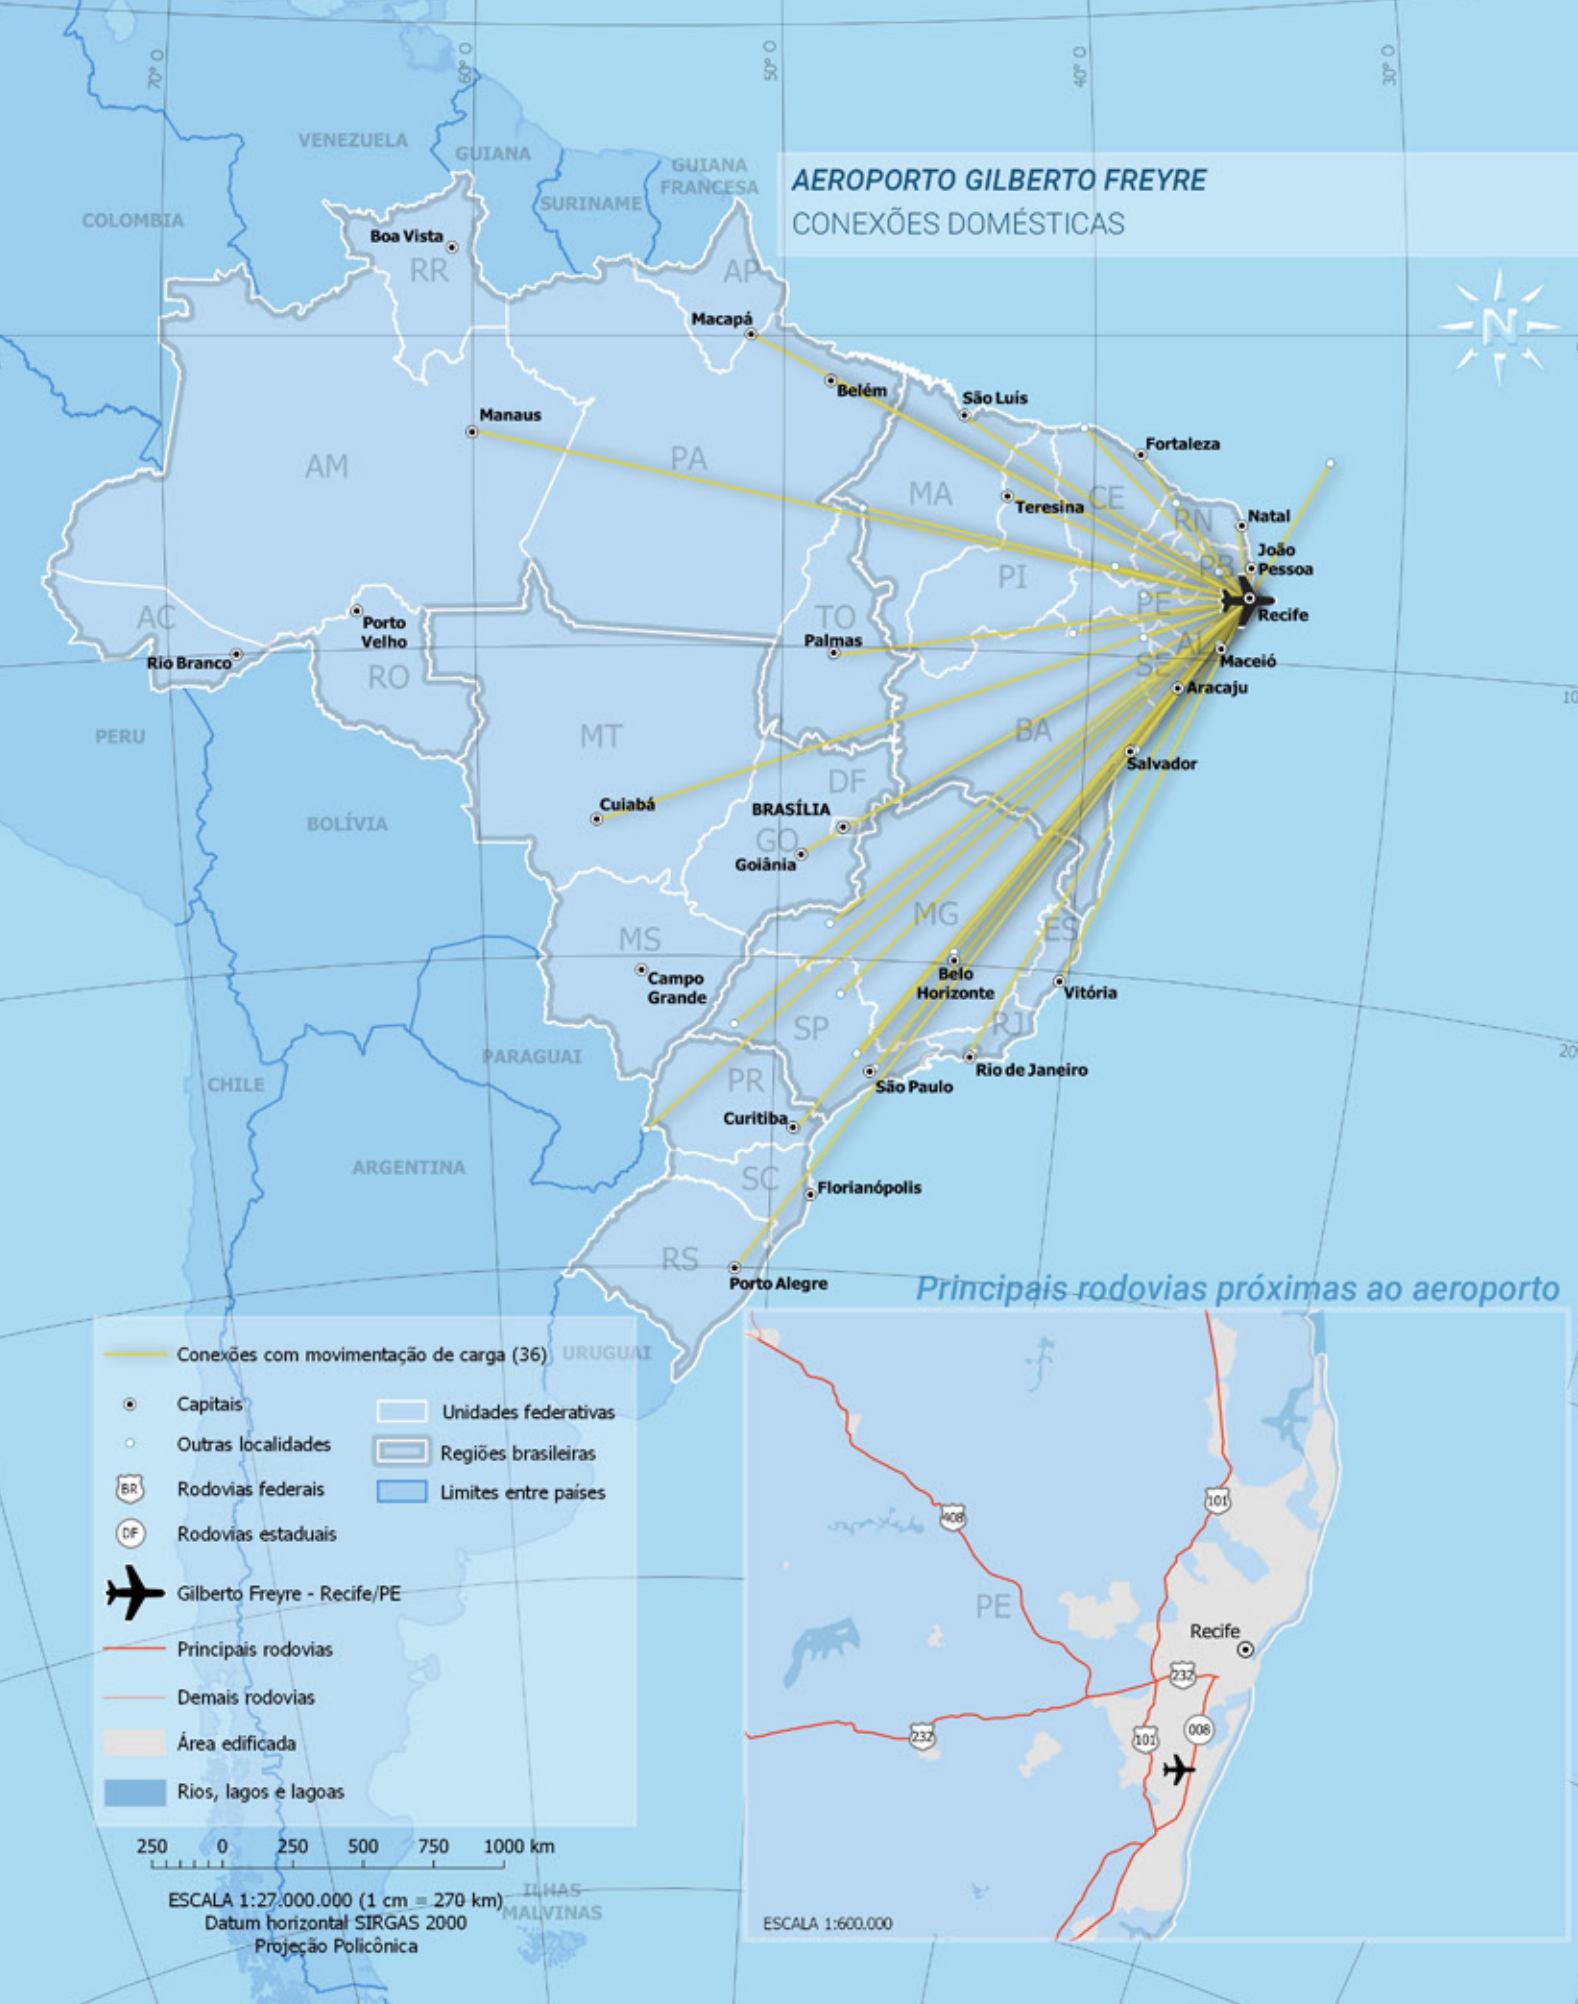 70° O
60° O
50° O
40° O
30° O
VENEZUELA
GUIANA
GUIANA
FRANCESA
SURINAME
COLOMBIA
AEROPORTO GILBERTO FREYRE
CONEXÕES DOMÉSTICAS
Boa Vista
RR
AP
Macapá
N
Belém
São Luís
Manaus
Fortaleza
AM
PA
MA
CE
Teresina
RN
Natal
João
Pessoa
PB
PI
PE
AC
TO
Recife
Porto
Velho
Palmas
AL
Rio Branco
SE
Maceió
RO
Aracaju
10
PERU
MT
BA
Salvador
DF
Cuiabá
BRASÍLIA
BOLÍVIA
GO
Goiânia
MG
MS
ES
Campo
Grande
Belo
Horizonte
Vitória
SP
RJ
20
PARAGUAI
Rio de Janeiro
CHILE
PR
São Paulo
Curitiba
ARGENTINA
SC
Florianópolis
RS
Porto Alegre
Principais rodovias próximas ao aeroporto
Conexões com movimentação de carga (36)
URUGUAI
Capitais
Unidades federativas
Outras localidades
Regiões brasileiras
BR
Rodovias federais
Limites entre países
DF
Rodovias estaduais
Gilberto Freyre - Recife/PE
Principais rodovias
Demais rodovias
Área edificada
Rios, lagos e lagoas
250 0 250 500 750 1000 km
ESCALA 1:27.000.000 (1 cm = 270 km)
Datum horizontal SIRGAS 2000
Projeção Policônica
ILHAS
MALVINAS
101
408
PE
Recife
232
232
101
008
ESCALA 1:600.000